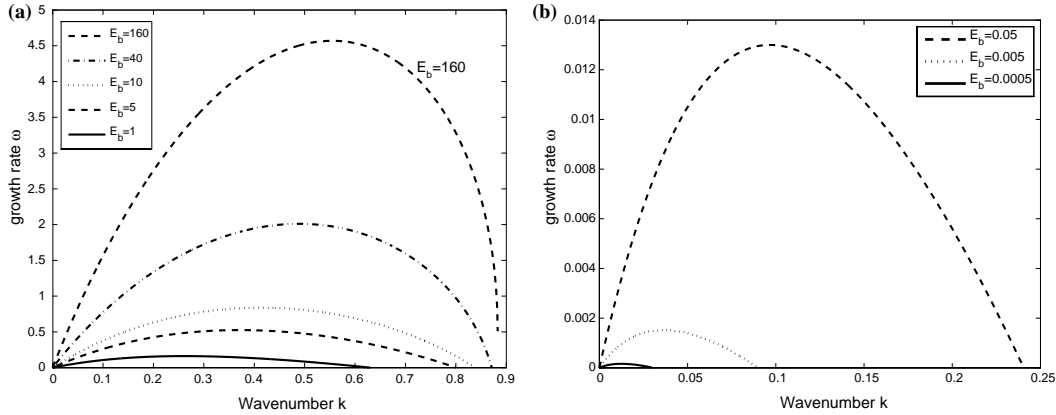 (a)
5
4.5
4
3.5
3
2.5
2
1.5
1
0.5
0
growth rate ω
E_b=160
E_b=40
E_b=10
E_b=5
E_b=1
E_b=160
0 0.1 0.2 0.3 0.4 0.5 0.6 0.7 0.8 0.9
Wavenumber k
(b)
0.014
0.012
0.01
0.008
0.006
0.004
0.002
0
growth rate ω
E_b=0.05
E_b=0.005
E_b=0.0005
0 0.05 0.1 0.15 0.2 0.25
Wavenumber k